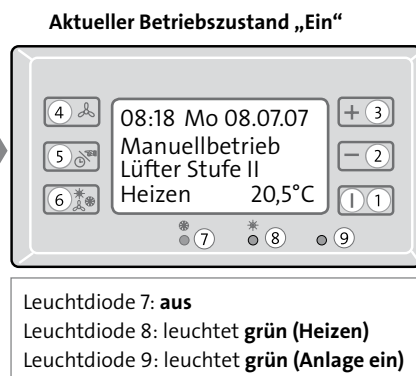 Aktueller Betriebszustand „Ein“
4
3
5
2
6
1
08:18 Mo 08.07.07
Manuellbetrieb
Lüfter Stufe II
Heizen 20,5°C
7
8
9
Leuchtdiode 7: aus
Leuchtdiode 8: leuchtet grün (Heizen)
Leuchtdiode 9: leuchtet grün (Anlage ein)